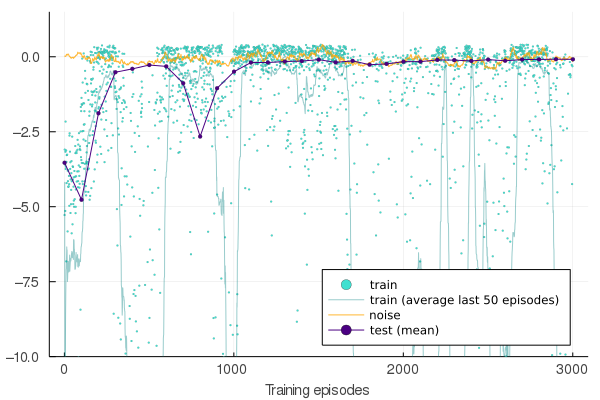 0.0
−2.5
−5.0
−7.5
−10.0
0
1000
2000
3000
Training episodes
train
train (average last 50 episodes)
noise
test (mean)